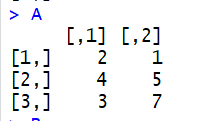 > A
     [,1] [,2]
[1,]    2    1
[2,]    4    5
[3,]    3    7